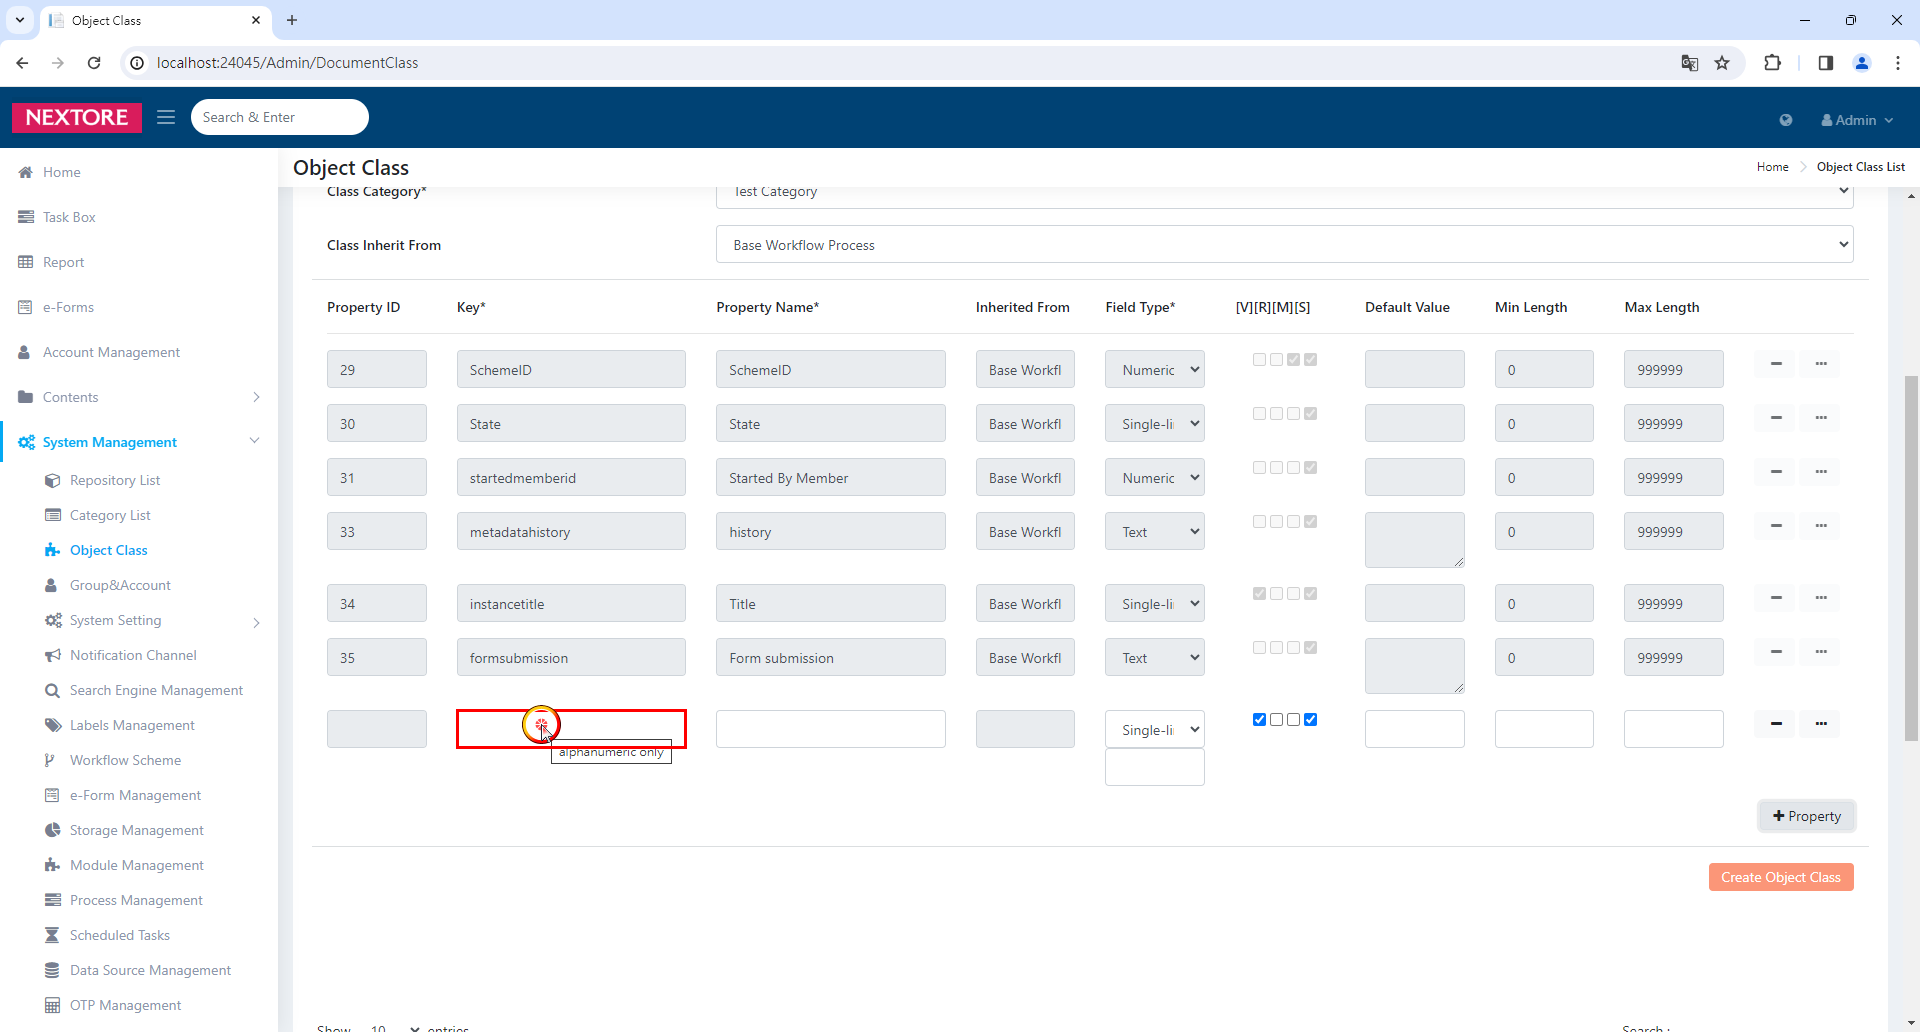 Object Class
localhost:24045/Admin/DocumentClass
NEXTORE
Search & Enter
Admin
Object Class
Home
Object Class List
Home
Task Box
Report
e-Forms
Account Management
Contents
System Management
Repository List
Category List
Object Class
Group&Account
System Setting
Notification Channel
Search Engine Management
Labels Management
Workflow Scheme
e-Form Management
Storage Management
Module Management
Process Management
Scheduled Tasks
Data Source Management
OTP Management
Class Category* Test Category
Class Inherit From Base Workflow Process
Property ID Key* Property Name* Inherited From Field Type* [V][R][M][S] Default Value Min Length Max Length
29 SchemeID SchemeID Base Workfl Numeric 0 999999
30 State State Base Workfl Single-li 0 999999
31 startedmemberid Started By Member Base Workfl Numeric 0 999999
33 metadatahistory history Base Workfl Text 0 999999
34 instancetitle Title Base Workfl Single-li 0 999999
35 formsubmission Form submission Base Workfl Text 0 999999
Single-li
alphanumeric only
+ Property
Create Object Class
Show 10 entries
Search :